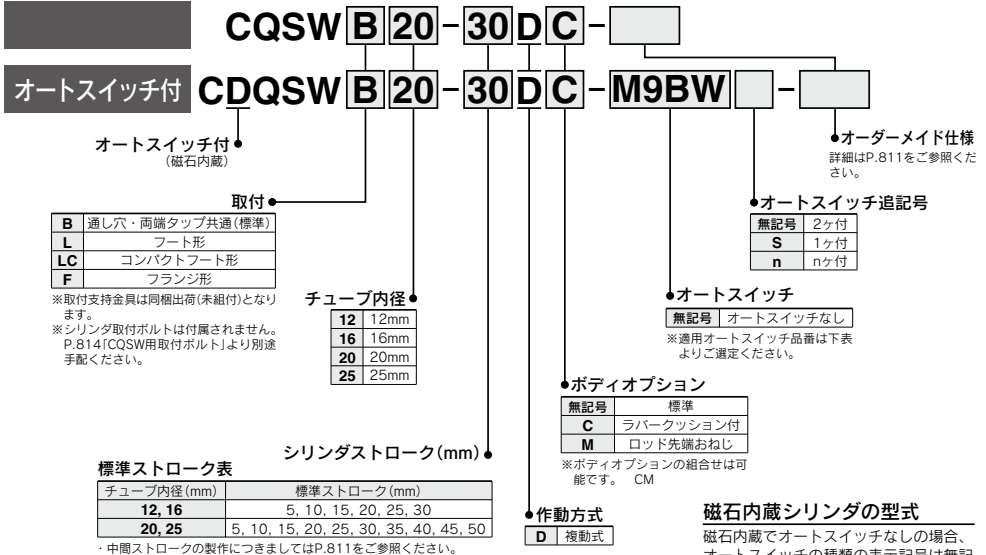 CQSW B 20 - 30 D C -
オートスイッチ付 CDQSW B 20 - 30 D C - M9BW -
オートスイッチ付
(磁石内蔵)
オーダーメイド仕様
詳細はP.811をご参照くだ
さい。
取付
B 通し穴・両端タップ共通(標準)
L フート形
LC コンパクトフート形
F フランジ形
※取付支持金具は同梱出荷(未組付)となり
ます。
※シリンダ取付ボルトは付属されません。
P.814「CQSW用取付ボルト」より別途
手配ください。
オートスイッチ追記号
無記号 2ヶ付
S 1ヶ付
n nヶ付
チューブ内径
12 12mm
16 16mm
20 20mm
25 25mm
オートスイッチ
無記号 オートスイッチなし
※適用オートスイッチ品番は下表
よりご選定ください。
ボディオプション
無記号 標準
C ラバークッション付
M ロッド先端おねじ
※ボディオプションの組合せは可
能です。 CM
シリンダストローク(mm)
標準ストローク表
チューブ内径(mm) 標準ストローク(mm)
12, 16 5, 10, 15, 20, 25, 30
20, 25 5, 10, 15, 20, 25, 30, 35, 40, 45, 50
・中間ストロークの製作につきましてはP.811をご参照ください。
作動方式
D 複動式
磁石内蔵シリンダの型式
磁石内蔵でオートスイッチなしの場合、
オートスイッチの種類の表示記号は無記